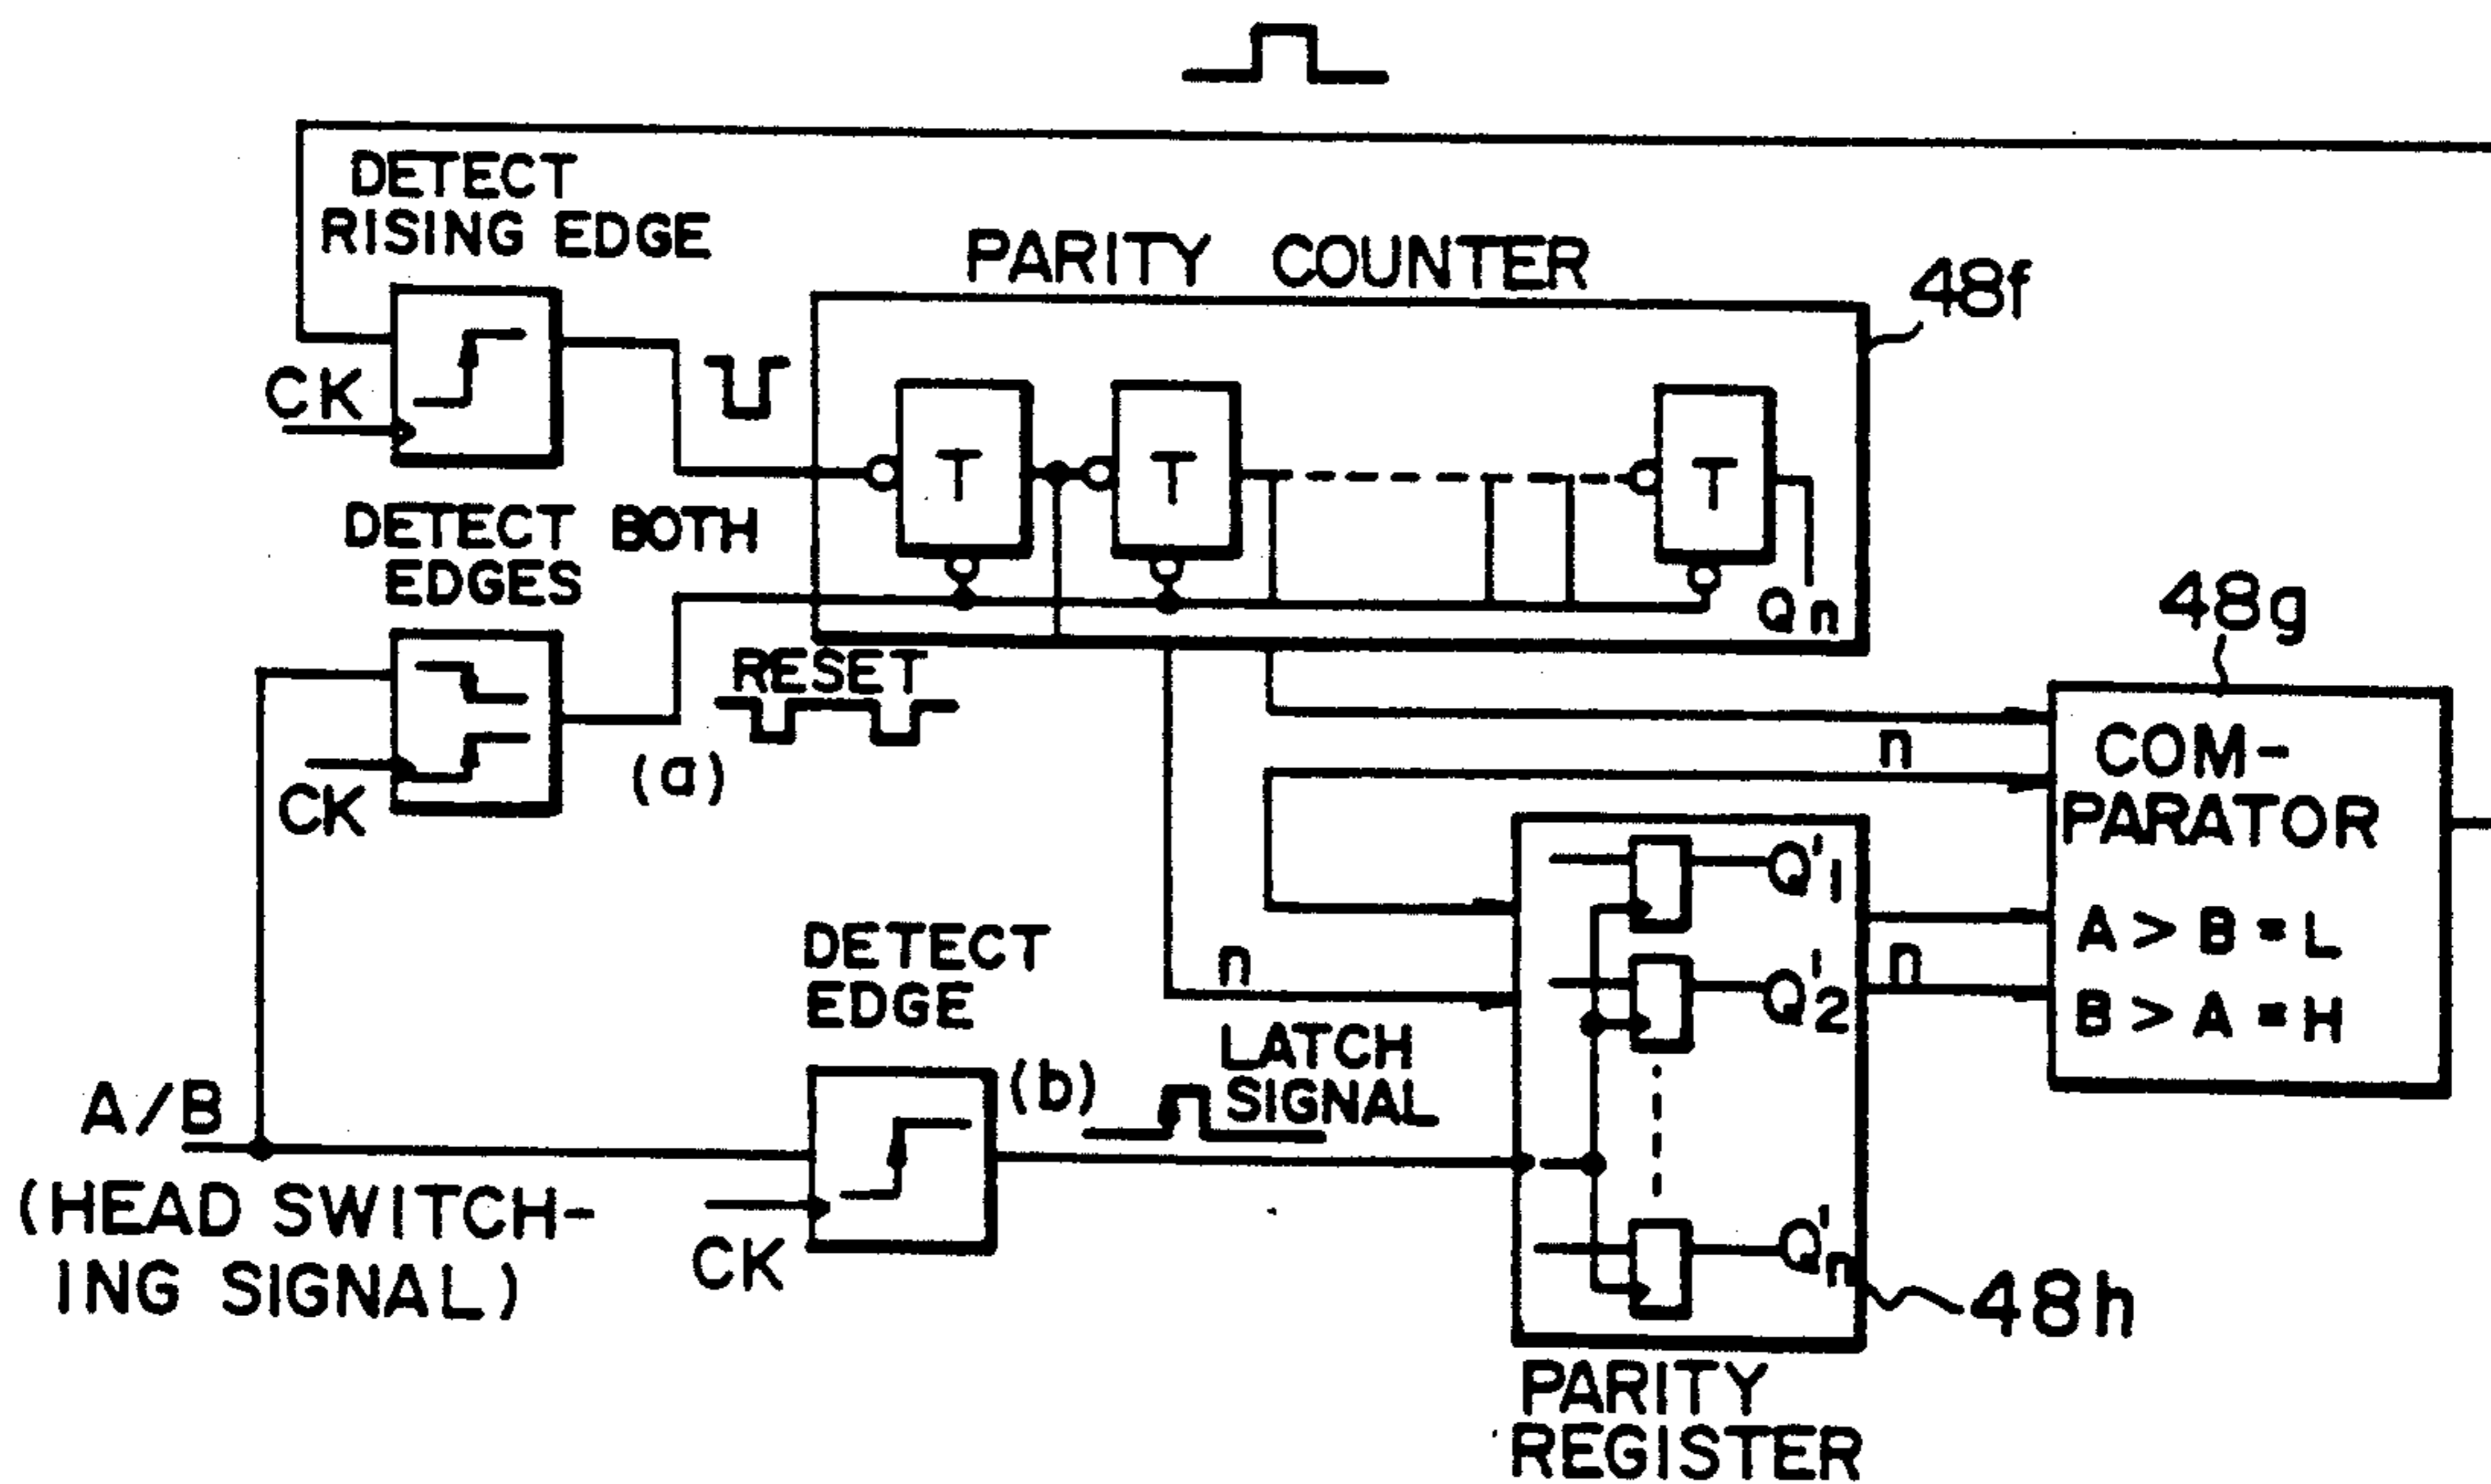 DETECT
RISING EDGE
CK
PARITY COUNTER
48f
T
T
T
Qn
DETECT BOTH
EDGES
CK
(a)
RESET
48g
n
COM-
PARATOR
A > B = L
B > A = H
n
n
Q'1
Q'2
Q'n
48h
PARITY
REGISTER
DETECT
EDGE
(b)
LATCH
SIGNAL
CK
A/B
(HEAD SWITCH-
ING SIGNAL)